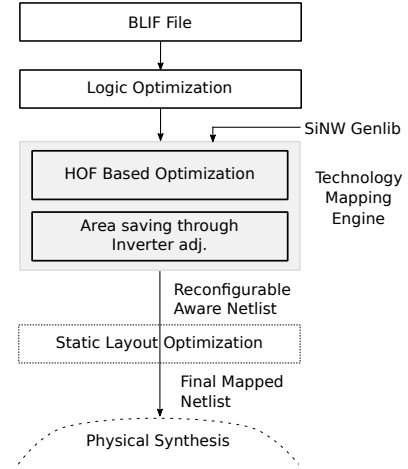 BLIF File
Logic Optimization
SiNW Genlib
HOF Based Optimization
Area saving through
Inverter adj.
Technology
Mapping
Engine
Reconfigurable
Aware Netlist
Static Layout Optimization
Final Mapped
Netlist
Physical Synthesis